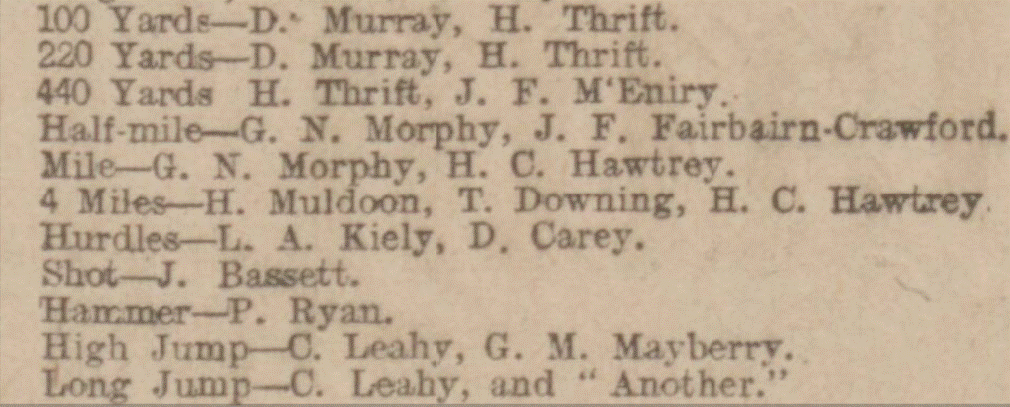 100 Yards—D. Murray, H. Thrift.
220 Yards—D. Murray, H. Thrift.
440 Yards H. Thrift, J. F. M'Eniry.
Half-mile—G. N. Morphy, J. F. Fairbairn-Crawford.
Mile—G. N. Morphy, H. C. Hawtrey.
4 Miles—H. Muldoon, T. Downing, H. C. Hawtrey.
Hurdles—L. A. Kiely, D. Carey.
Shot—J. Bassett.
Hammer—P. Ryan.
High Jump—C. Leahy, G. M. Mayberry.
Long Jump—C. Leahy, and “ Another.”